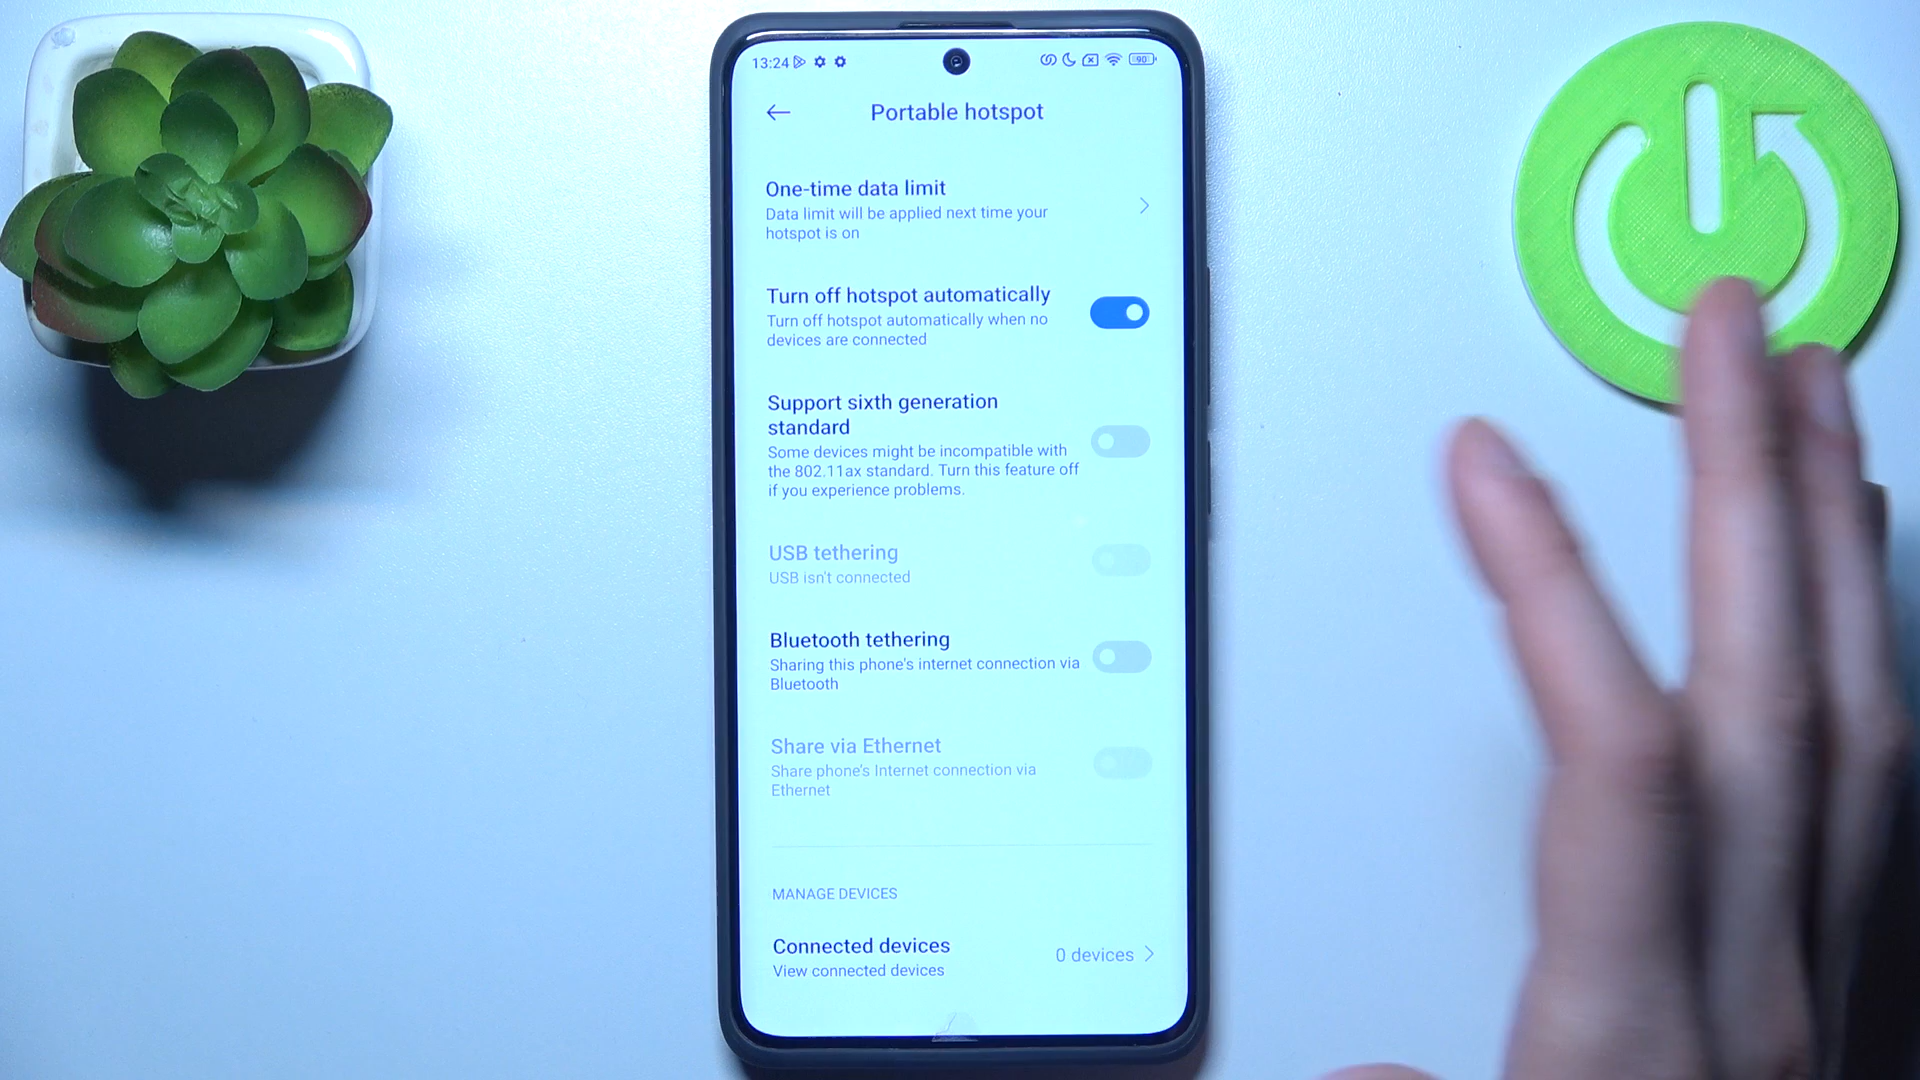 13:24
90
Portable hotspot
One-time data limit
Data limit will be applied next time your
hotspot is on
Turn off hotspot automatically
Turn off hotspot automatically when no
devices are connected
Support sixth generation
standard
Some devices might be incompatible with
the 802.11ax standard. Turn this feature off
if you experience problems.
USB tethering
USB isn't connected
Bluetooth tethering
Sharing this phone's internet connection via
Bluetooth
Share via Ethernet
Share phone's Internet connection via
Ethernet
MANAGE DEVICES
Connected devices
0 devices
View connected devices